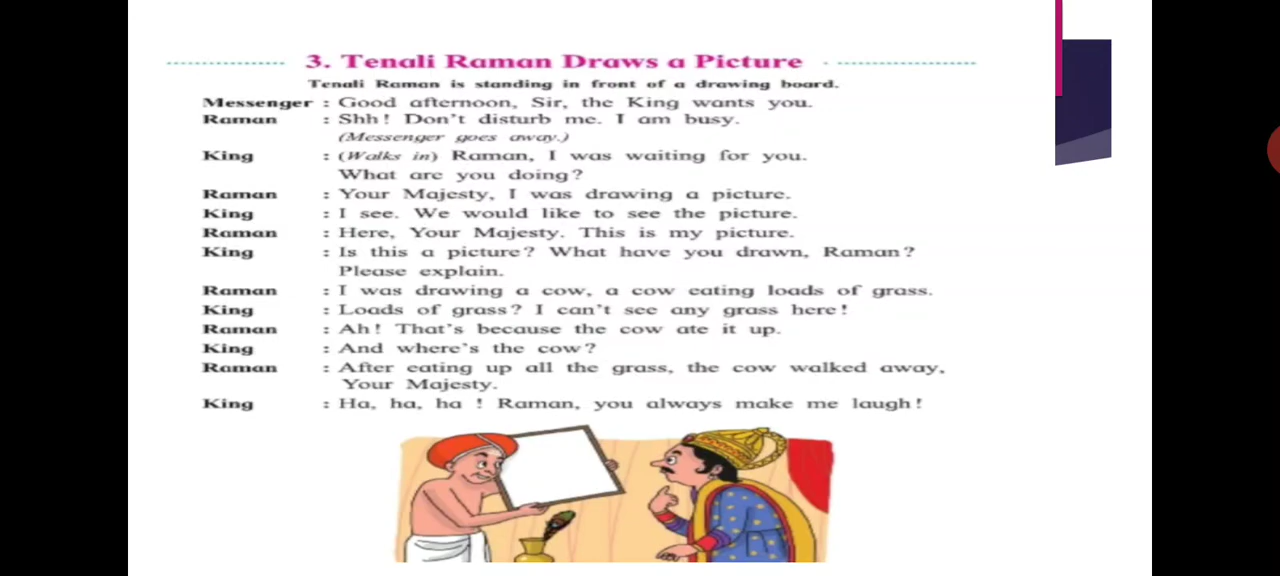 3. Tenali Raman Draws a Picture
Tenali Raman is standing in front of a drawing board.
Messenger : Good afternoon, Sir, the King wants you.
Raman : Shh! Don't disturb me. I am busy.
(Messenger goes away.)
King : (Walks in) Raman, I was waiting for you.
What are you doing?
Raman : Your Majesty, I was drawing a picture.
King : I see. We would like to see the picture.
Raman : Here, Your Majesty. This is my picture.
King : Is this a picture? What have you drawn, Raman?
Please explain.
Raman : I was drawing a cow, a cow eating loads of grass.
King : Loads of grass? I can't see any grass here!
Raman : Ah! That's because the cow ate it up.
King : And where's the cow?
Raman : After eating up all the grass, the cow walked away,
Your Majesty.
King : Ha, ha, ha ! Raman, you always make me laugh!